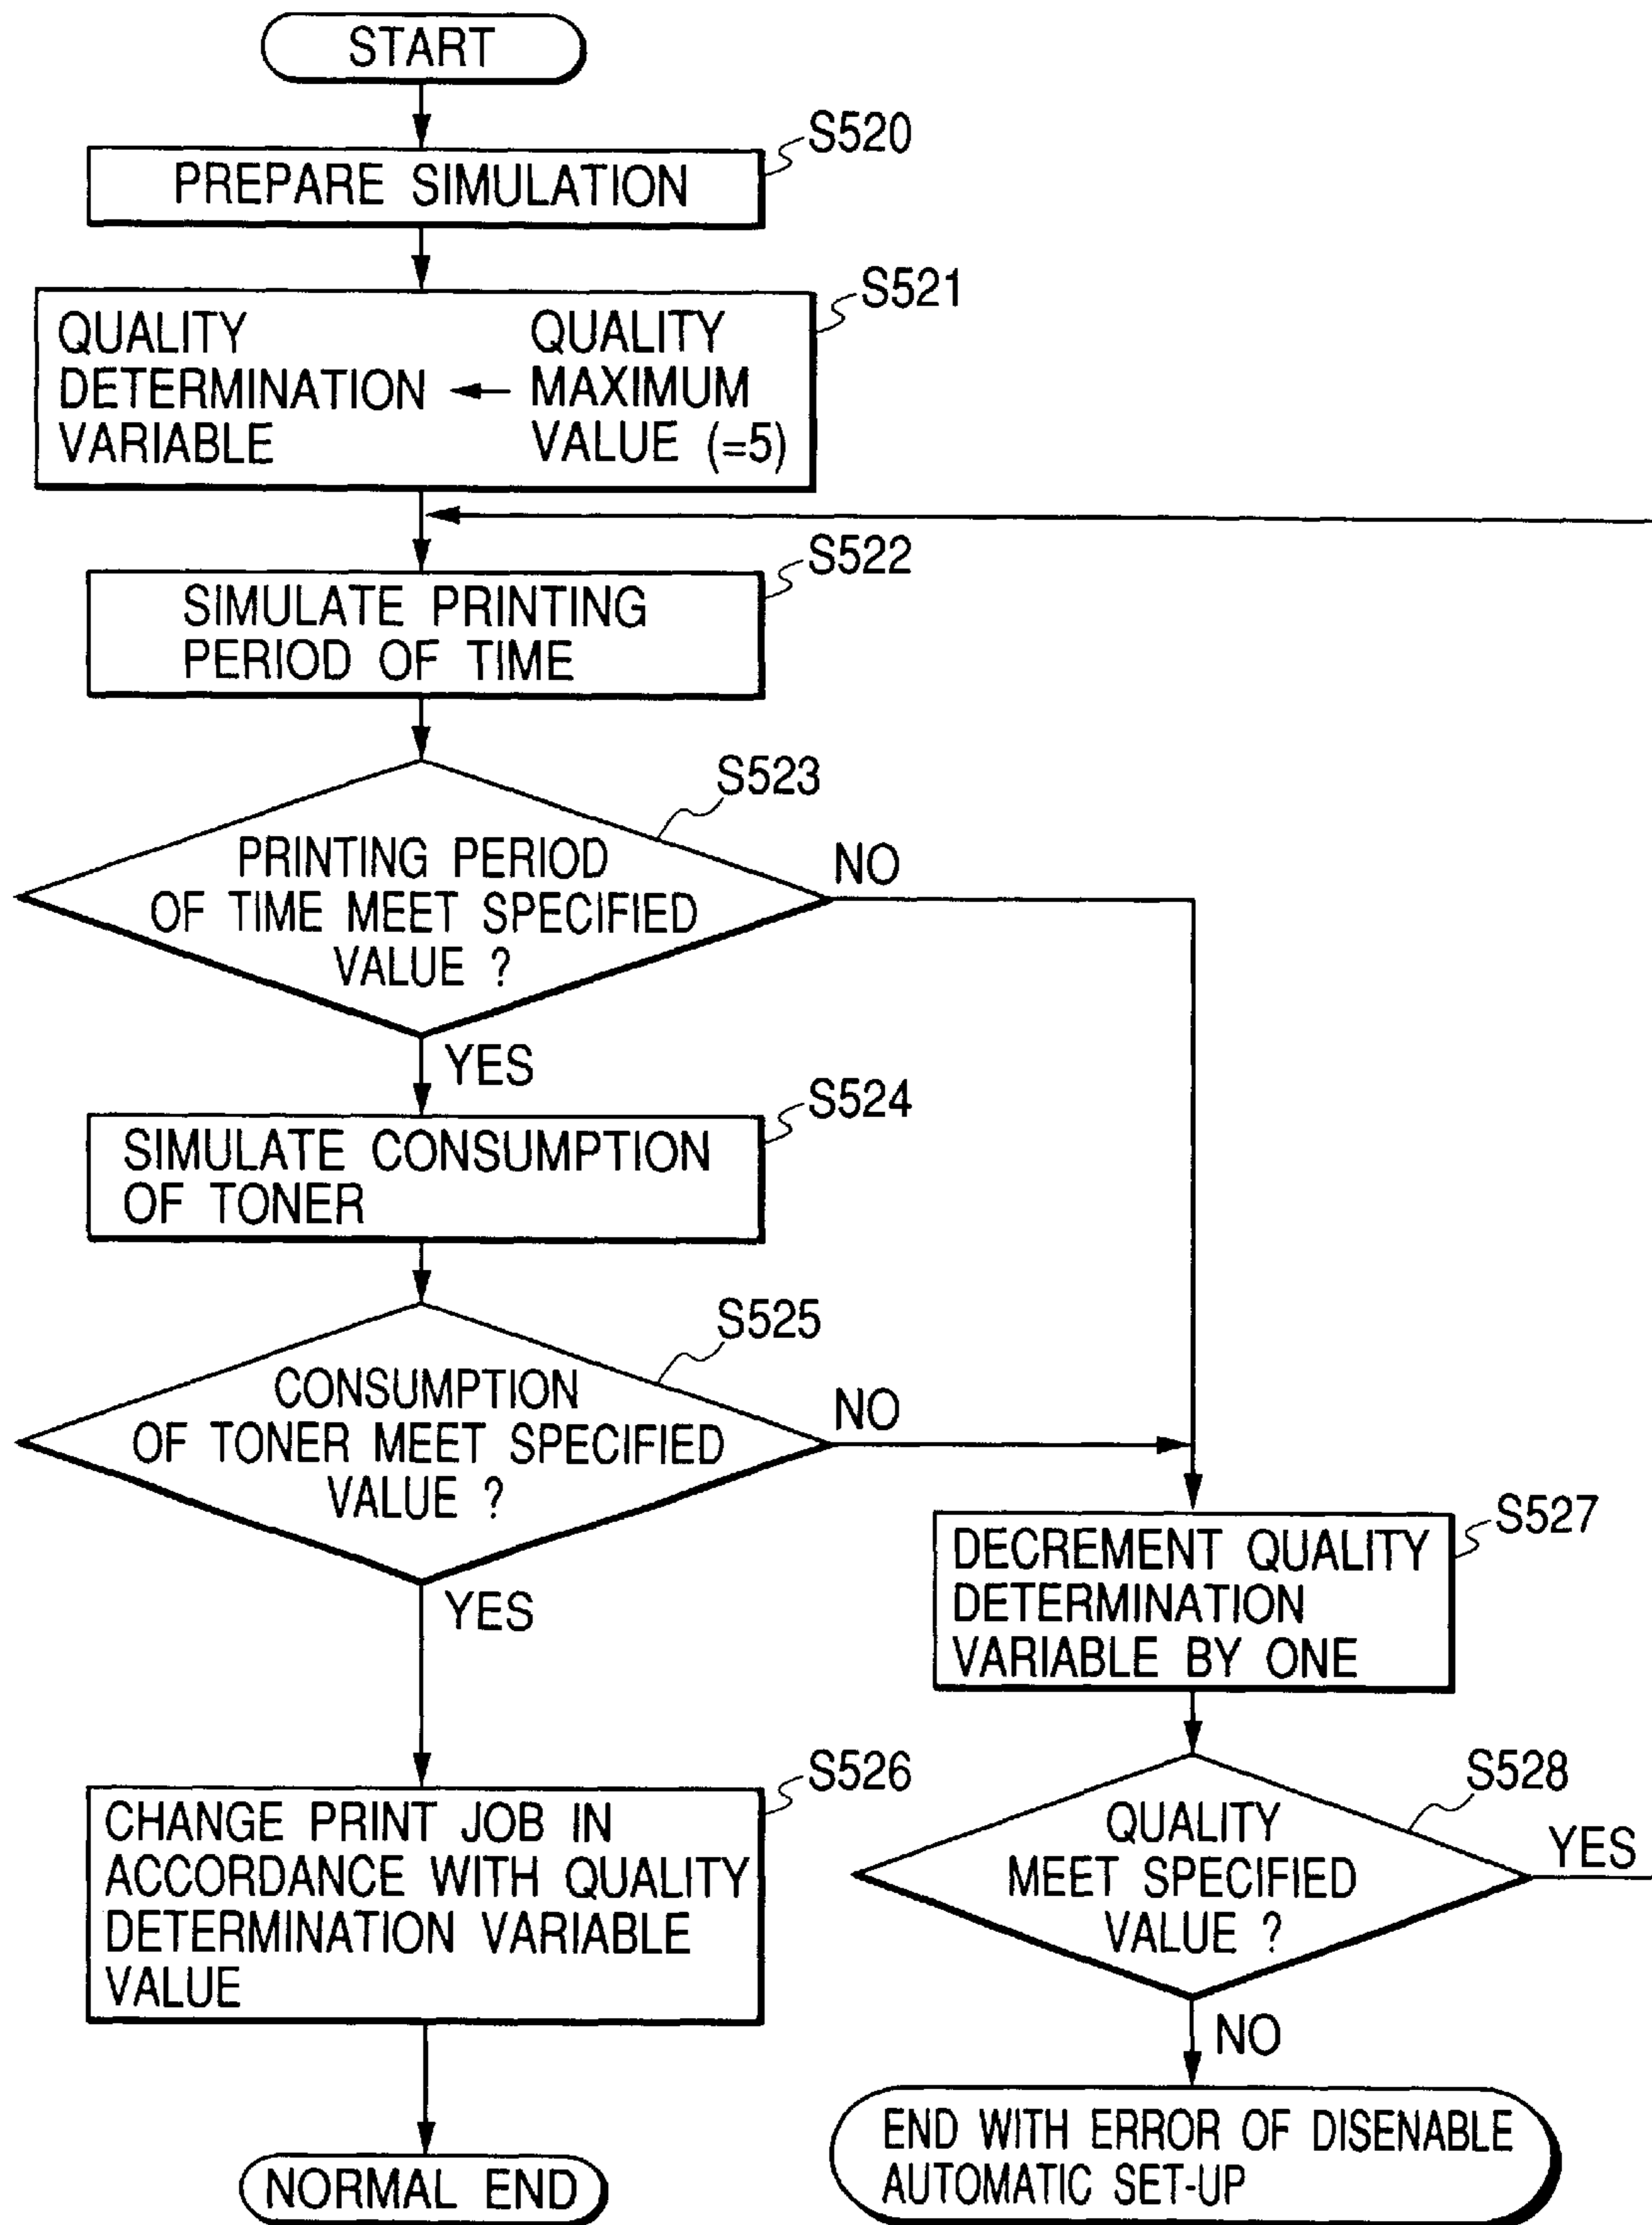 START
S520
PREPARE SIMULATION
S521
QUALITY
DETERMINATION
VARIABLE
QUALITY
MAXIMUM
VALUE (=5)
S522
SIMULATE PRINTING
PERIOD OF TIME
S523
PRINTING PERIOD
OF TIME MEET SPECIFIED
VALUE ?
NO
YES
S524
SIMULATE CONSUMPTION
OF TONER
S525
CONSUMPTION
OF TONER MEET SPECIFIED
VALUE ?
NO
YES
S527
DECREMENT QUALITY
DETERMINATION
VARIABLE BY ONE
S526
CHANGE PRINT JOB IN
ACCORDANCE WITH QUALITY
DETERMINATION VARIABLE
VALUE
S528
QUALITY
MEET SPECIFIED
VALUE ?
YES
NO
NORMAL END
END WITH ERROR OF DISENABLE
AUTOMATIC SET-UP